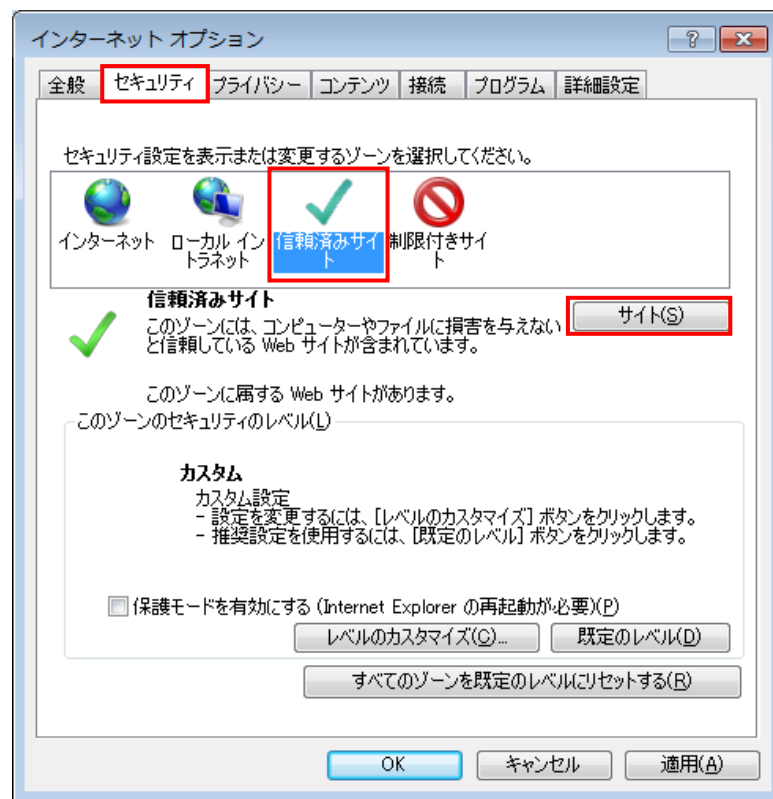 インターネット オプション
全般 セキュリティ プライバシー コンテンツ 接続 プログラム 詳細設定
セキュリティ設定を表示または変更するゾーンを選択してください。
インターネット ローカル イントラネット 信頼済みサイト 制限付きサイト
信頼済みサイト
サイト(S)
このゾーンには、コンピューターやファイルに損害を与えない
と信頼している Web サイトが含まれています。
このゾーンに属する Web サイトがあります。
このゾーンのセキュリティのレベル(L)
カスタム
カスタム設定
- 設定を変更するには、[レベルのカスタマイズ] ボタンをクリックします。
- 推奨設定を使用するには、[既定のレベル] ボタンをクリックします。
保護モードを有効にする (Internet Explorer の再起動が必要)(P)
レベルのカスタマイズ(C)... 既定のレベル(D)
すべてのゾーンを既定のレベルにリセットする(R)
OK キャンセル 適用(A)